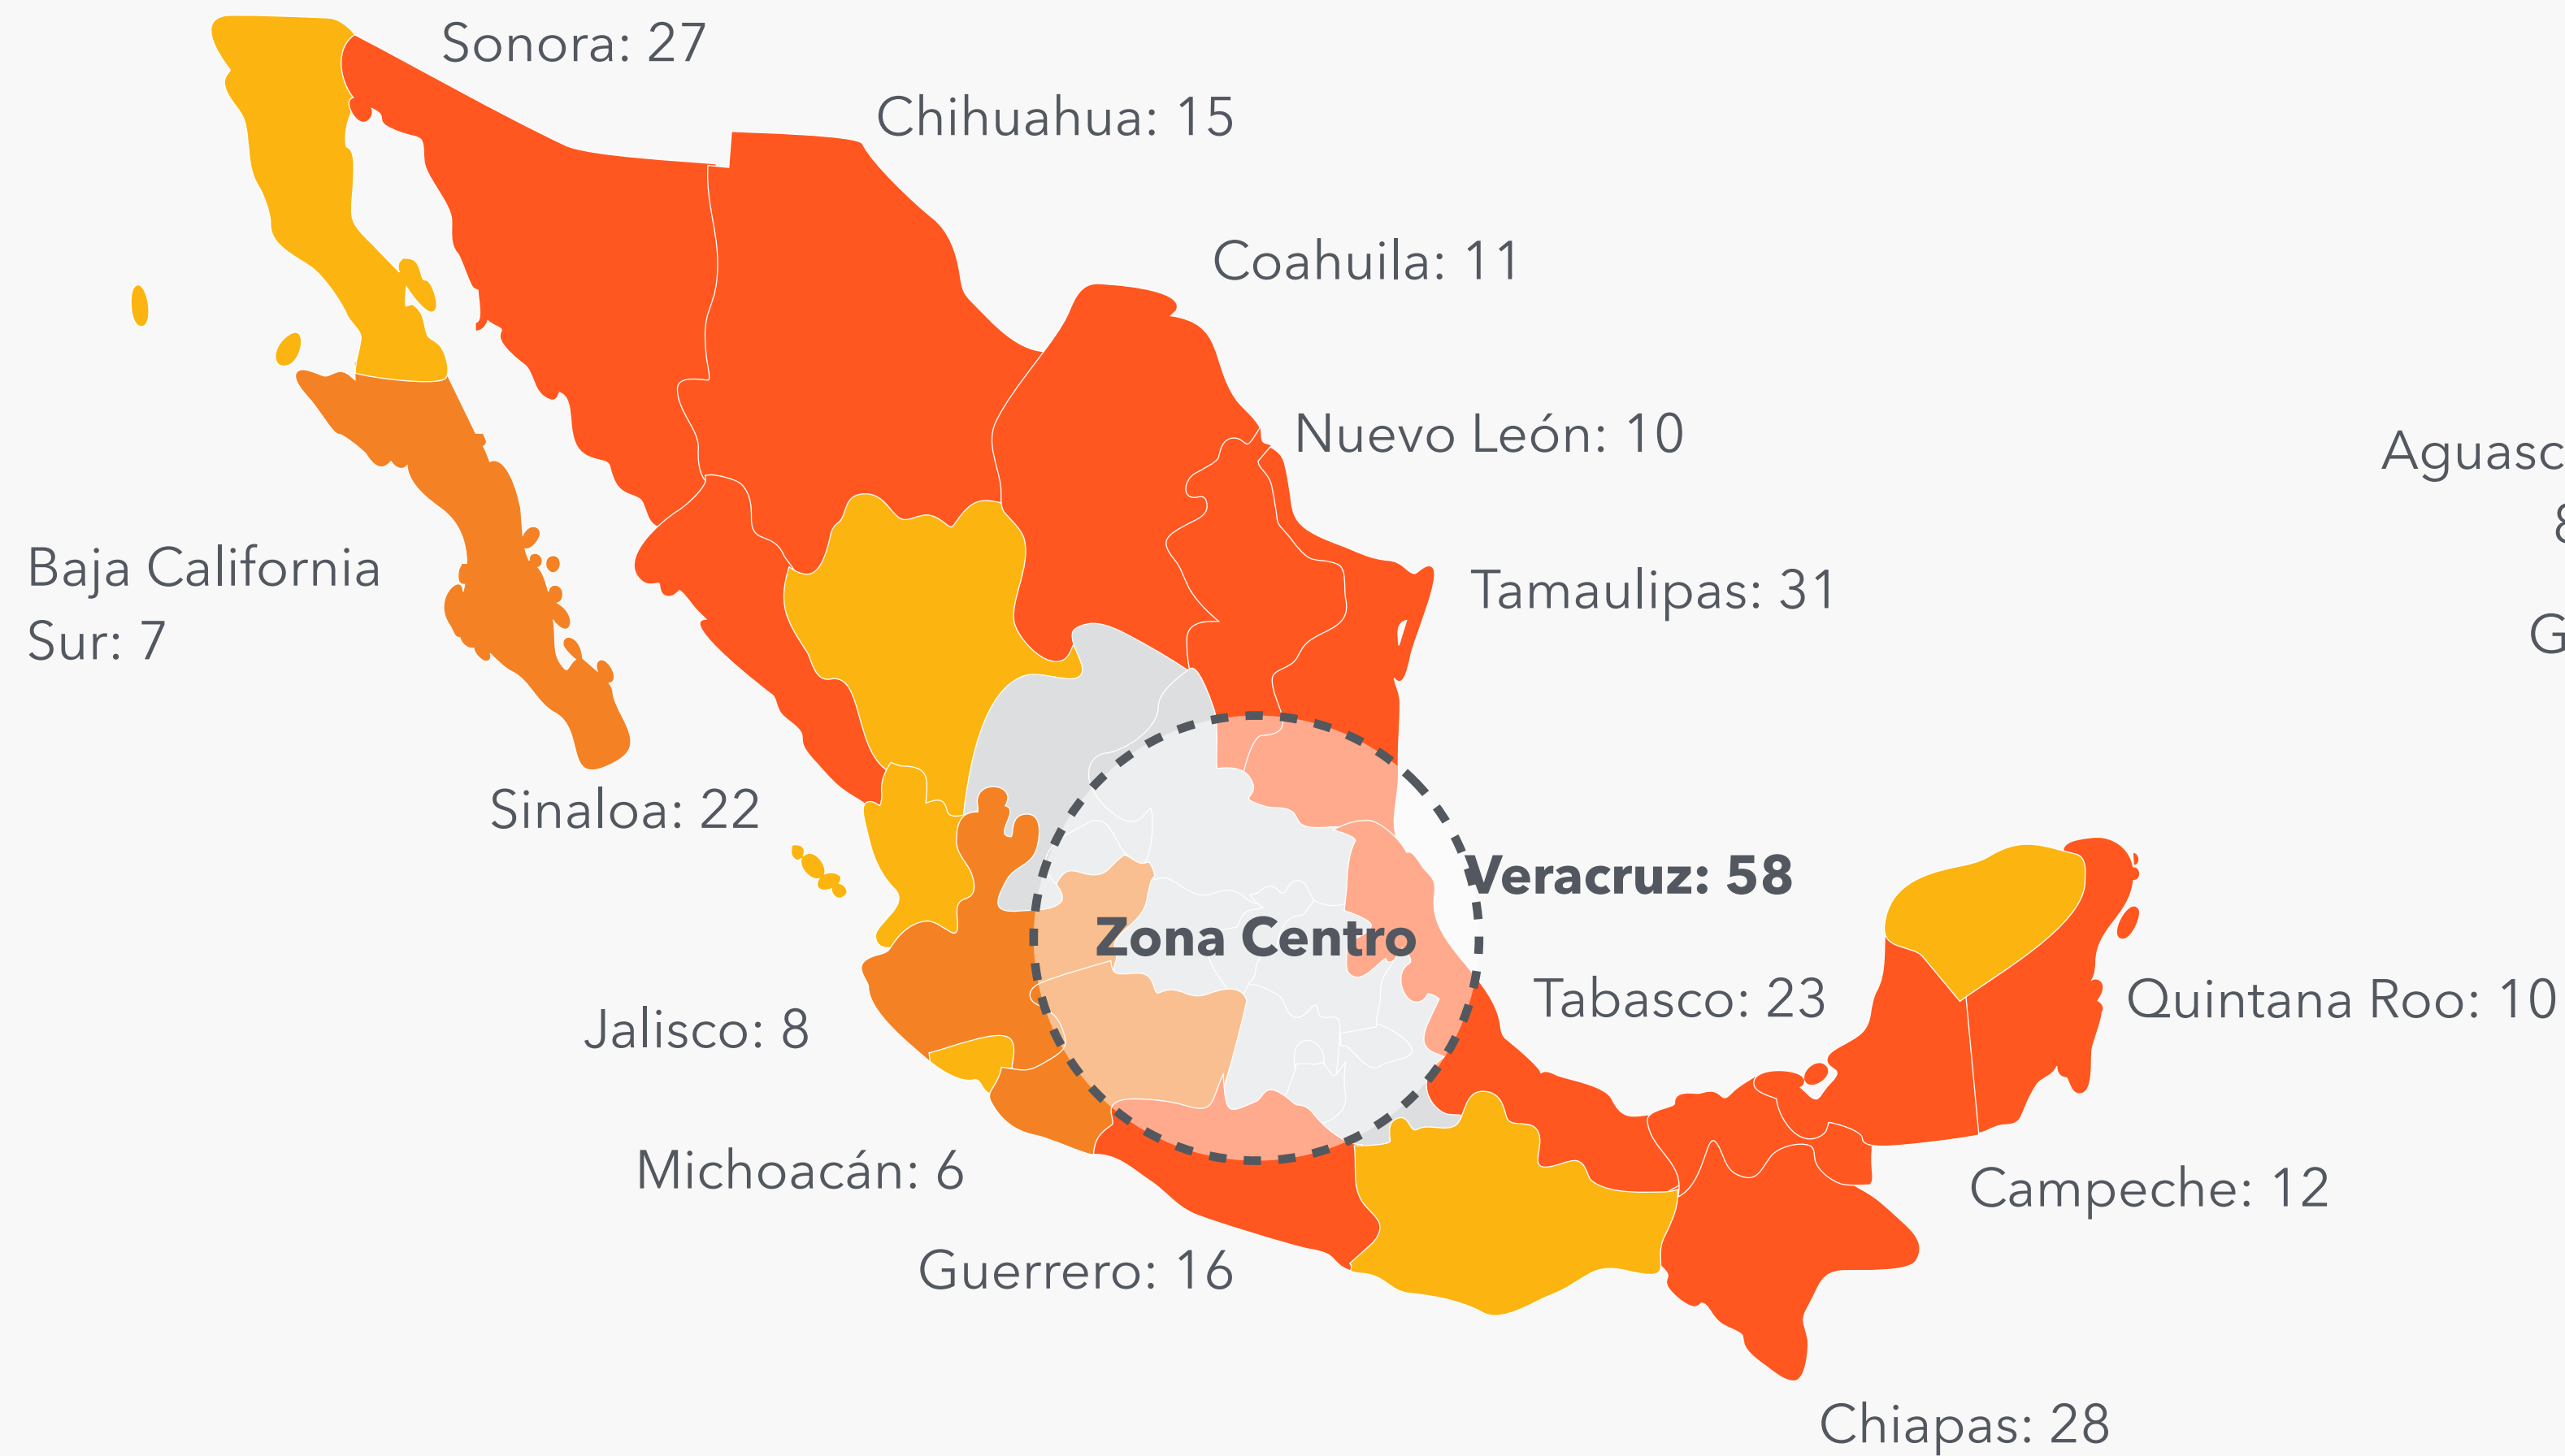 Sonora: 27
Chihuahua: 15
Coahuila: 11
Nuevo León: 10
Baja California
Sur: 7
Tamaulipas: 31
Sinaloa: 22
Veracruz: 58
Zona Centro
Tabasco: 23
Quintana Roo: 10
Jalisco: 8
Michoacán: 6
Campeche: 12
Guerrero: 16
Chiapas: 28